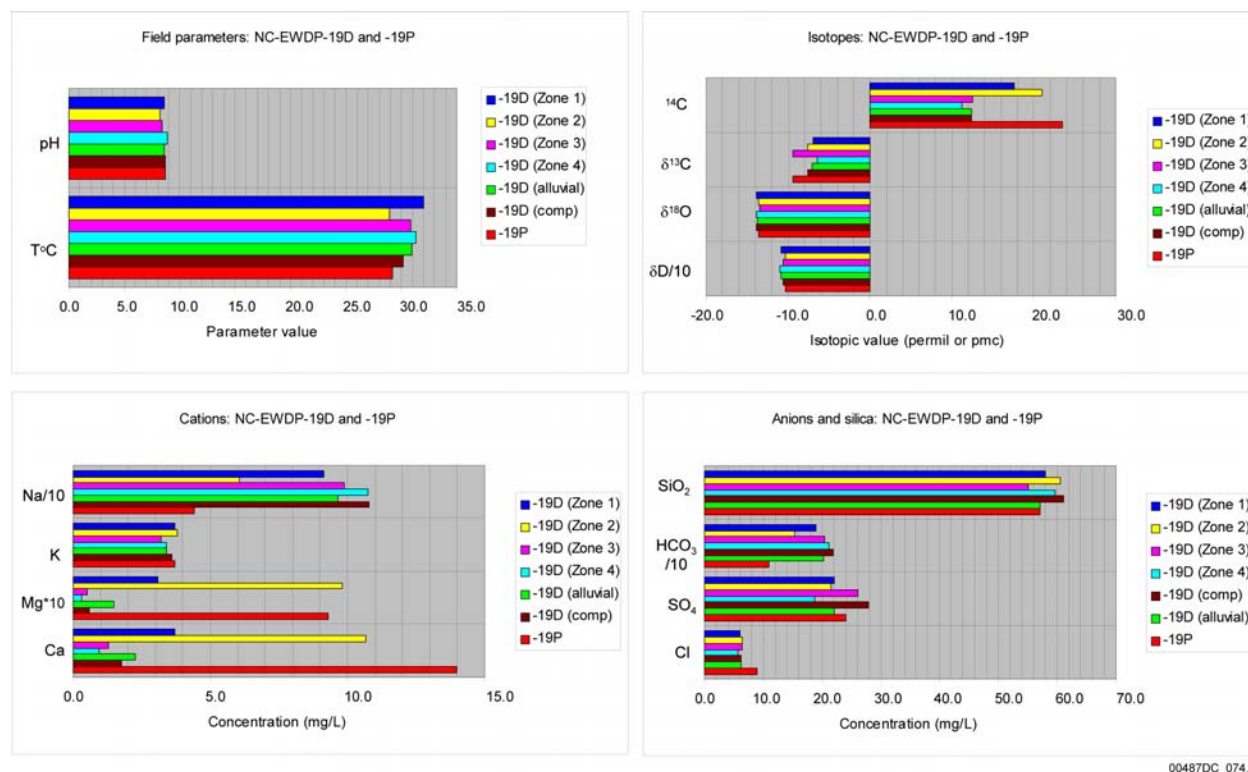 Field parameters: NC-EWDP-19D and -19P
pH
T°C
0.0 5.0 10.0 15.0 20.0 25.0 30.0 35.0
Parameter value
-19D (Zone 1)
-19D (Zone 2)
-19D (Zone 3)
-19D (Zone 4)
-19D (alluvial)
-19D (comp)
-19P
Isotopes: NC-EWDP-19D and -19P
¹⁴C
δ¹³C
δ¹⁸O
δD/10
-20.0 -10.0 0.0 10.0 20.0 30.0
Isotopic value (permil or pmc)
-19D (Zone 1)
-19D (Zone 2)
-19D (Zone 3)
-19D (Zone 4)
-19D (alluvial)
-19D (comp)
-19P
Cations: NC-EWDP-19D and -19P
Na/10
K
Mg*10
Ca
0.0 5.0 10.0 15.0
Concentration (mg/L)
-19D (Zone 1)
-19D (Zone 2)
-19D (Zone 3)
-19D (Zone 4)
-19D (alluvial)
-19D (comp)
-19P
Anions and silica: NC-EWDP-19D and -19P
SiO₂
HCO₃
/10
SO₄
Cl
0.0 10.0 20.0 30.0 40.0 50.0 60.0 70.0
Concentration (mg/L)
-19D (Zone 1)
-19D (Zone 2)
-19D (Zone 3)
-19D (Zone 4)
-19D (comp)
-19D (alluvial)
-19P
00487DC_074.